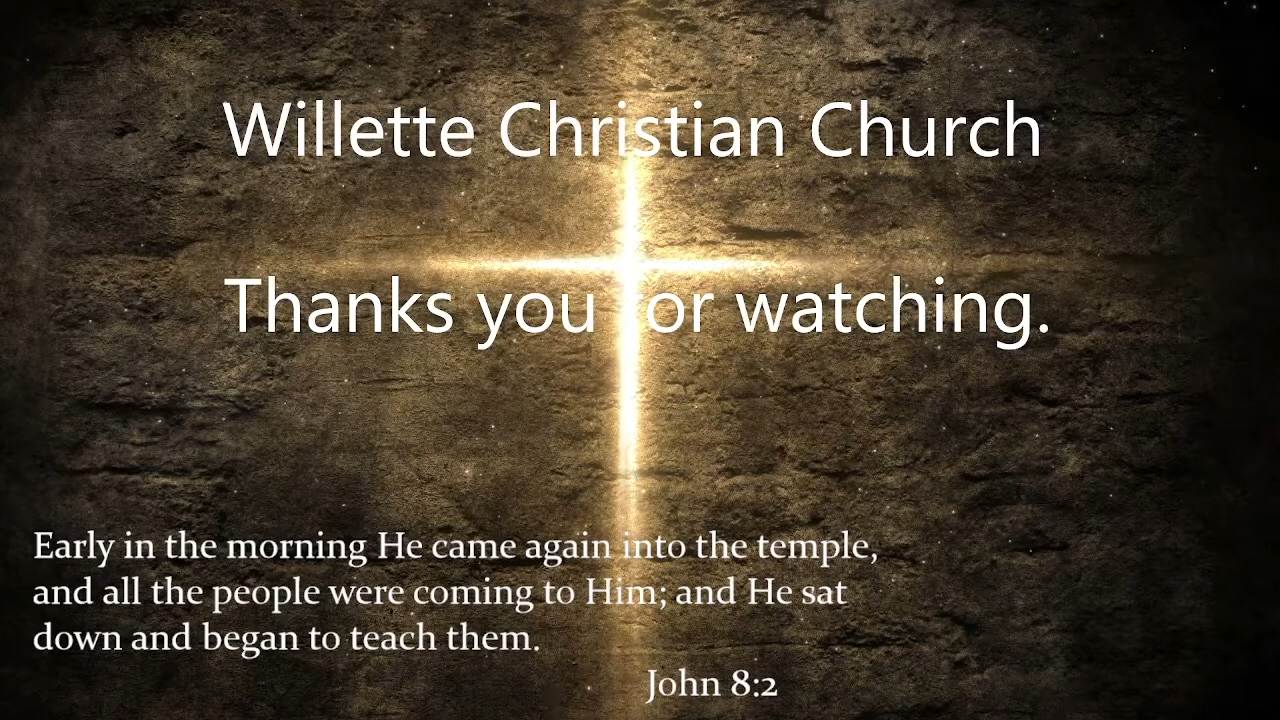 Willette Christian Church
Thanks you for watching.
Early in the morning He came again into the temple,
and all the people were coming to Him; and He sat
down and began to teach them.
John 8:2